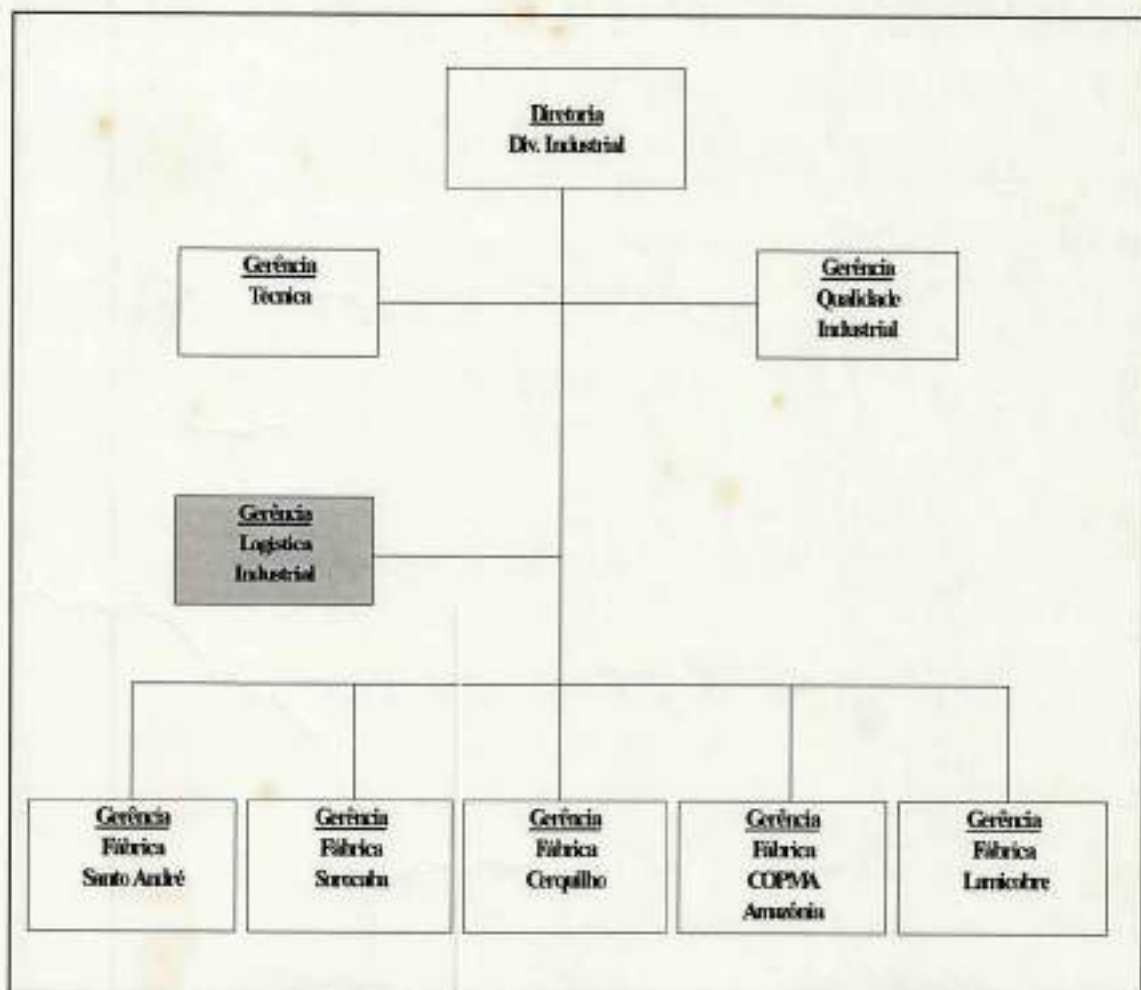 Diretoria
Div. Industrial
Gerência
Técnica
Gerência
Qualidade
Industrial
Gerência
Logística
Industrial
Gerência
Fábrica
Santo André
Gerência
Fábrica
Sorocaba
Gerência
Fábrica
Cerquilho
Gerência
Fábrica
COPMA
Amazônia
Gerência
Fábrica
Lamicobre